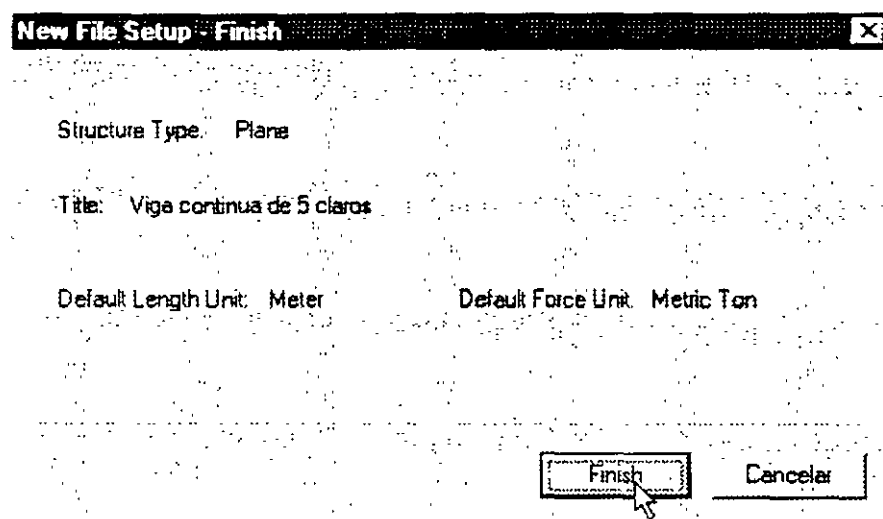 New File Setup - Finish
Structure Type: Plane
Title: Viga continua de 5 claros
Default Length Unit: Meter Default Force Unit: Metric Ton
Finish Cancelar